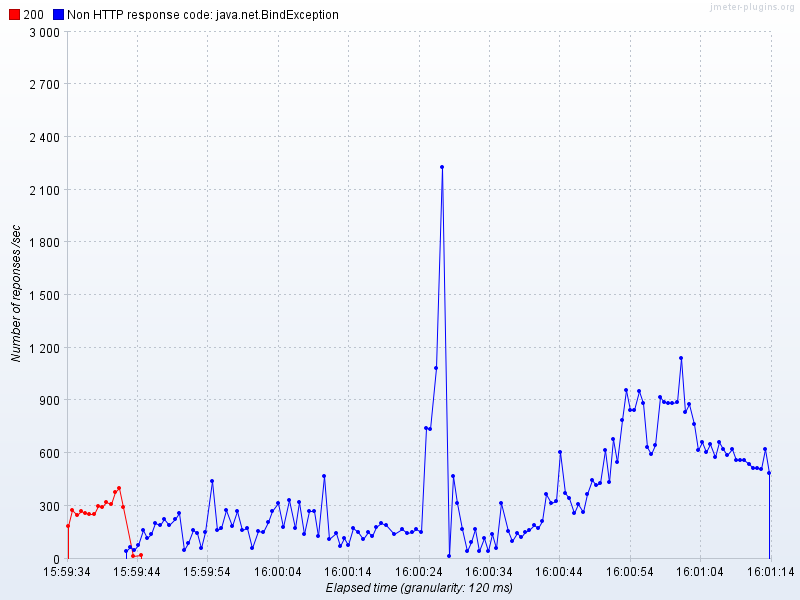 jmeter-plugins.org
200 Non HTTP response code: java.net.BindException
3 000
2 700
2 400
2 100
1 800
1 500
1 200
900
600
300
0
Number of reponses /sec
15:59:34 15:59:44 15:59:54 16:00:04 16:00:14 16:00:24 16:00:34 16:00:44 16:00:54 16:01:04 16:01:14
Elapsed time (granularity: 120 ms)